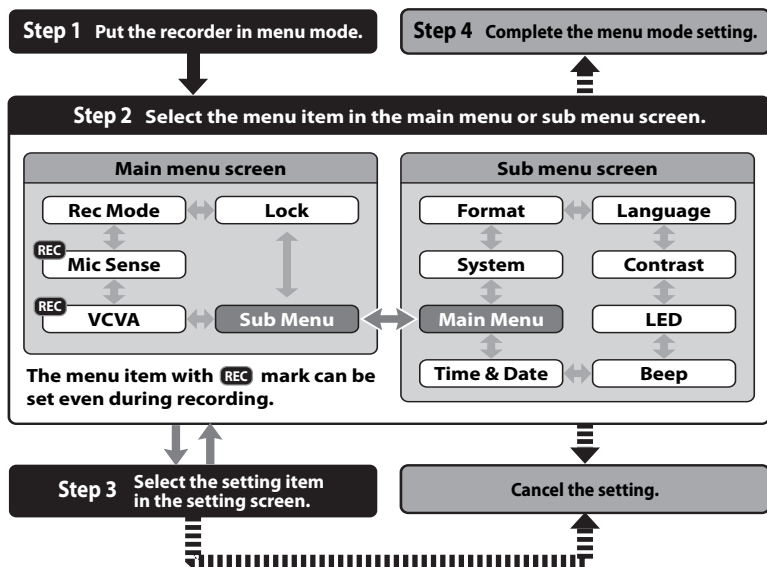 Step 1 Put the recorder in menu mode.
Step 4 Complete the menu mode setting.
Step 2 Select the menu item in the main menu or sub menu screen.
Main menu screen
Rec Mode
Lock
REC
Mic Sense
REC
VCVA
Sub Menu
The menu item with REC mark can be
set even during recording.
Sub menu screen
Format
Language
System
Contrast
Main Menu
LED
Time & Date
Beep
Step 3 Select the setting item
in the setting screen.
Cancel the setting.